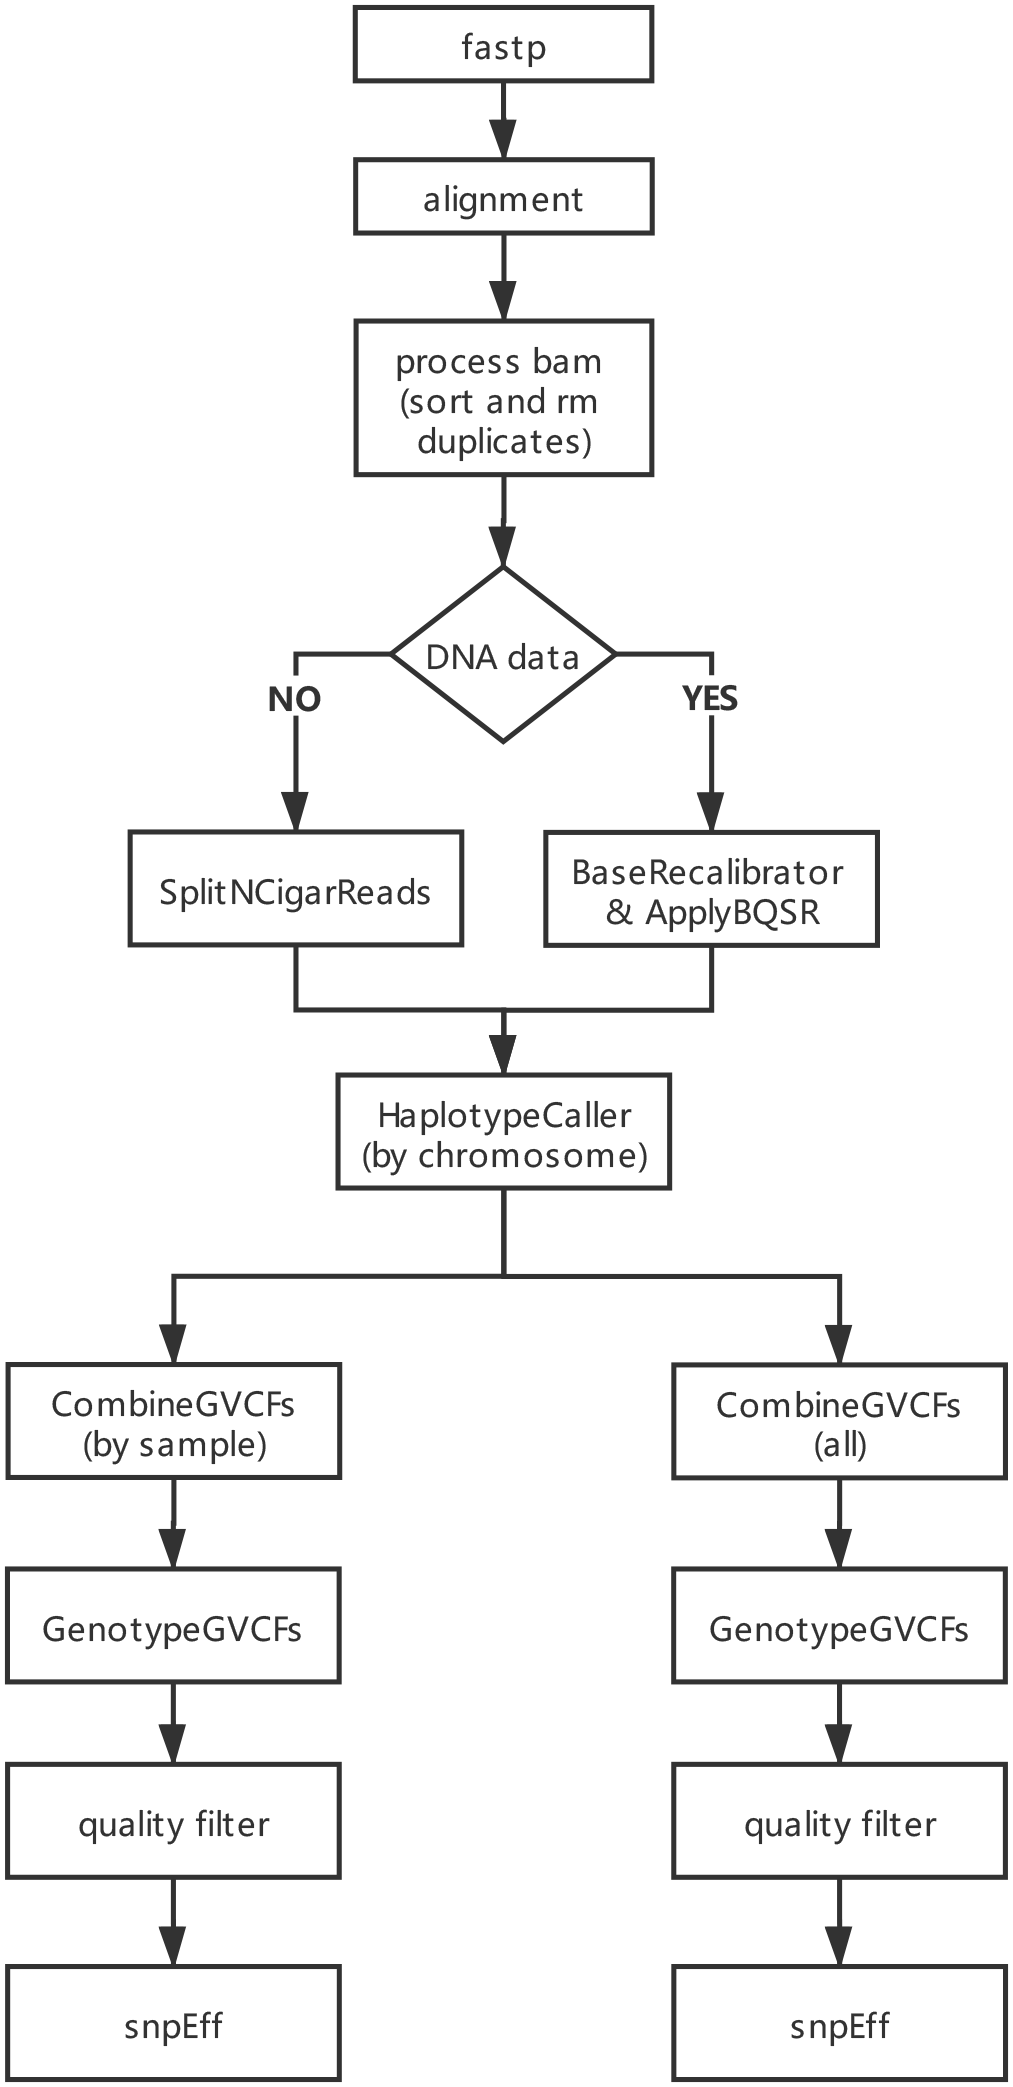 fastp
alignment
process bam
(sort and rm
duplicates)
DNA data
NO
YES
SplitNCigarReads
BaseRecalibrator
& ApplyBQSR
HaplotypeCaller
(by chromosome)
CombineGVCFs
(by sample)
CombineGVCFs
(all)
GenotypeGVCFs
GenotypeGVCFs
quality filter
quality filter
snpEff
snpEff